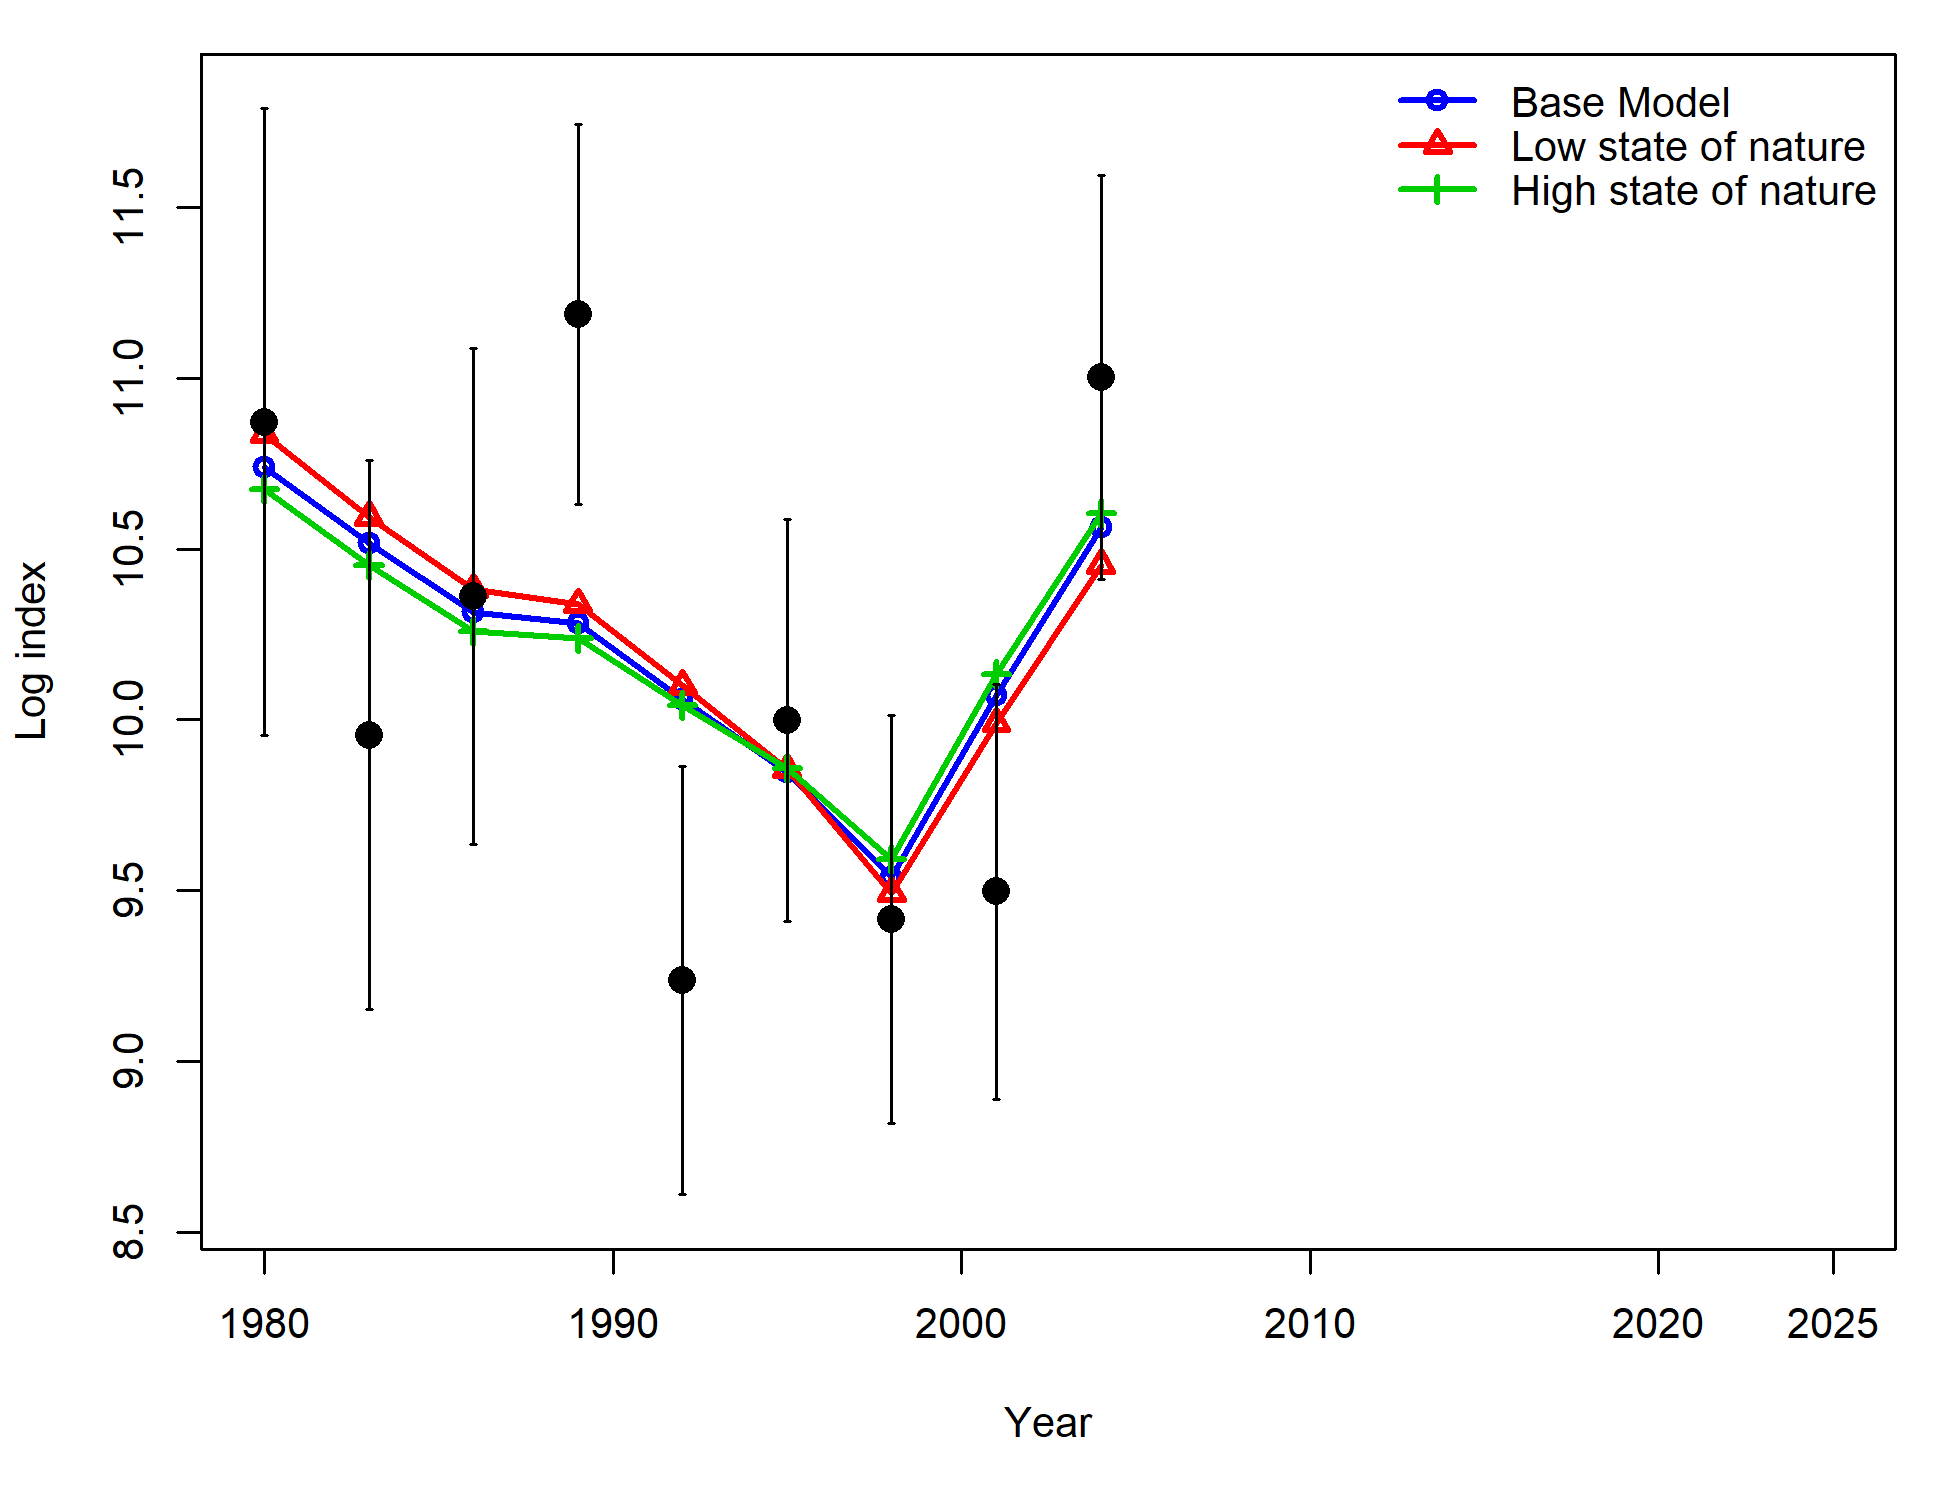 Base Model
Low state of nature
High state of nature
11.5
11.0
10.5
10.0
9.5
9.0
8.5
Log index
1980 1990 2000 2010 2020 2025
Year